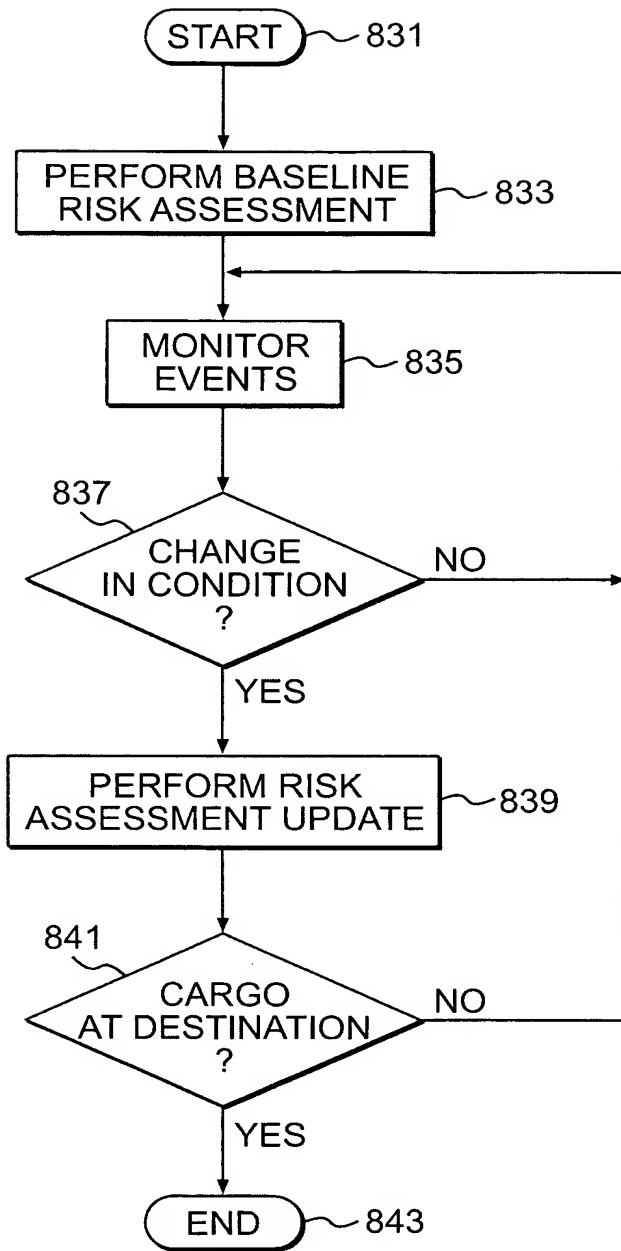 START
831
PERFORM BASELINE
RISK ASSESSMENT
833
MONITOR
EVENTS
835
837
CHANGE
IN CONDITION
?
NO
YES
PERFORM RISK
ASSESSMENT UPDATE
839
841
CARGO
AT DESTINATION
?
NO
YES
END
843